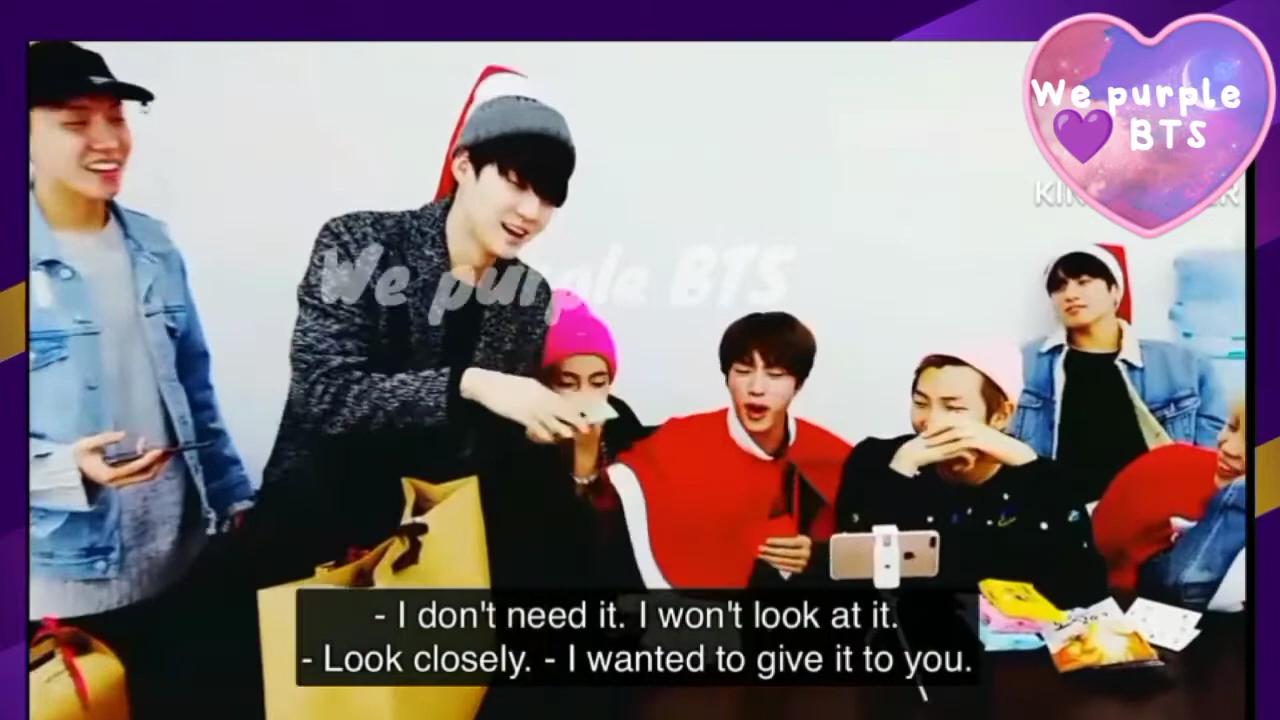 We purple
BTS
We purple BTS
- I don't need it. I won't look at it.
- Look closely. - I wanted to give it to you.